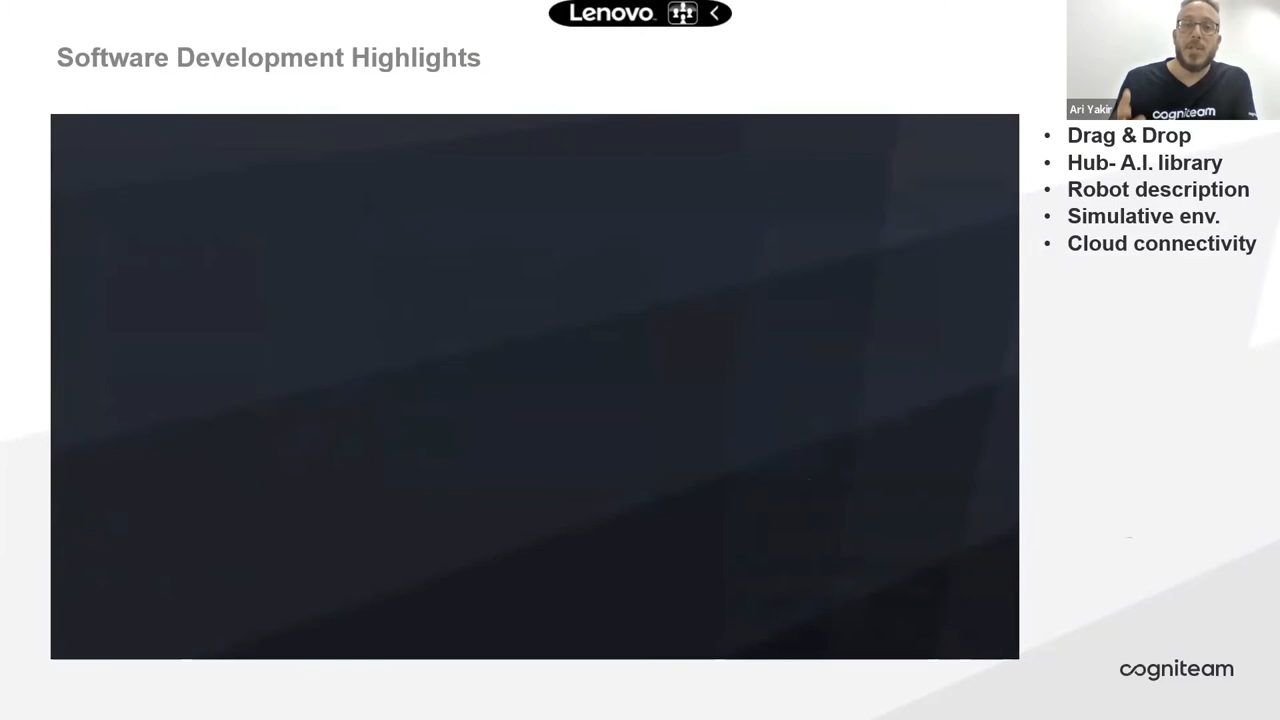 Lenovo
Software Development Highlights
Ari Yakir
cogniteam
• Drag & Drop
• Hub- A.I. library
• Robot description
• Simulative env.
• Cloud connectivity
cogniteam